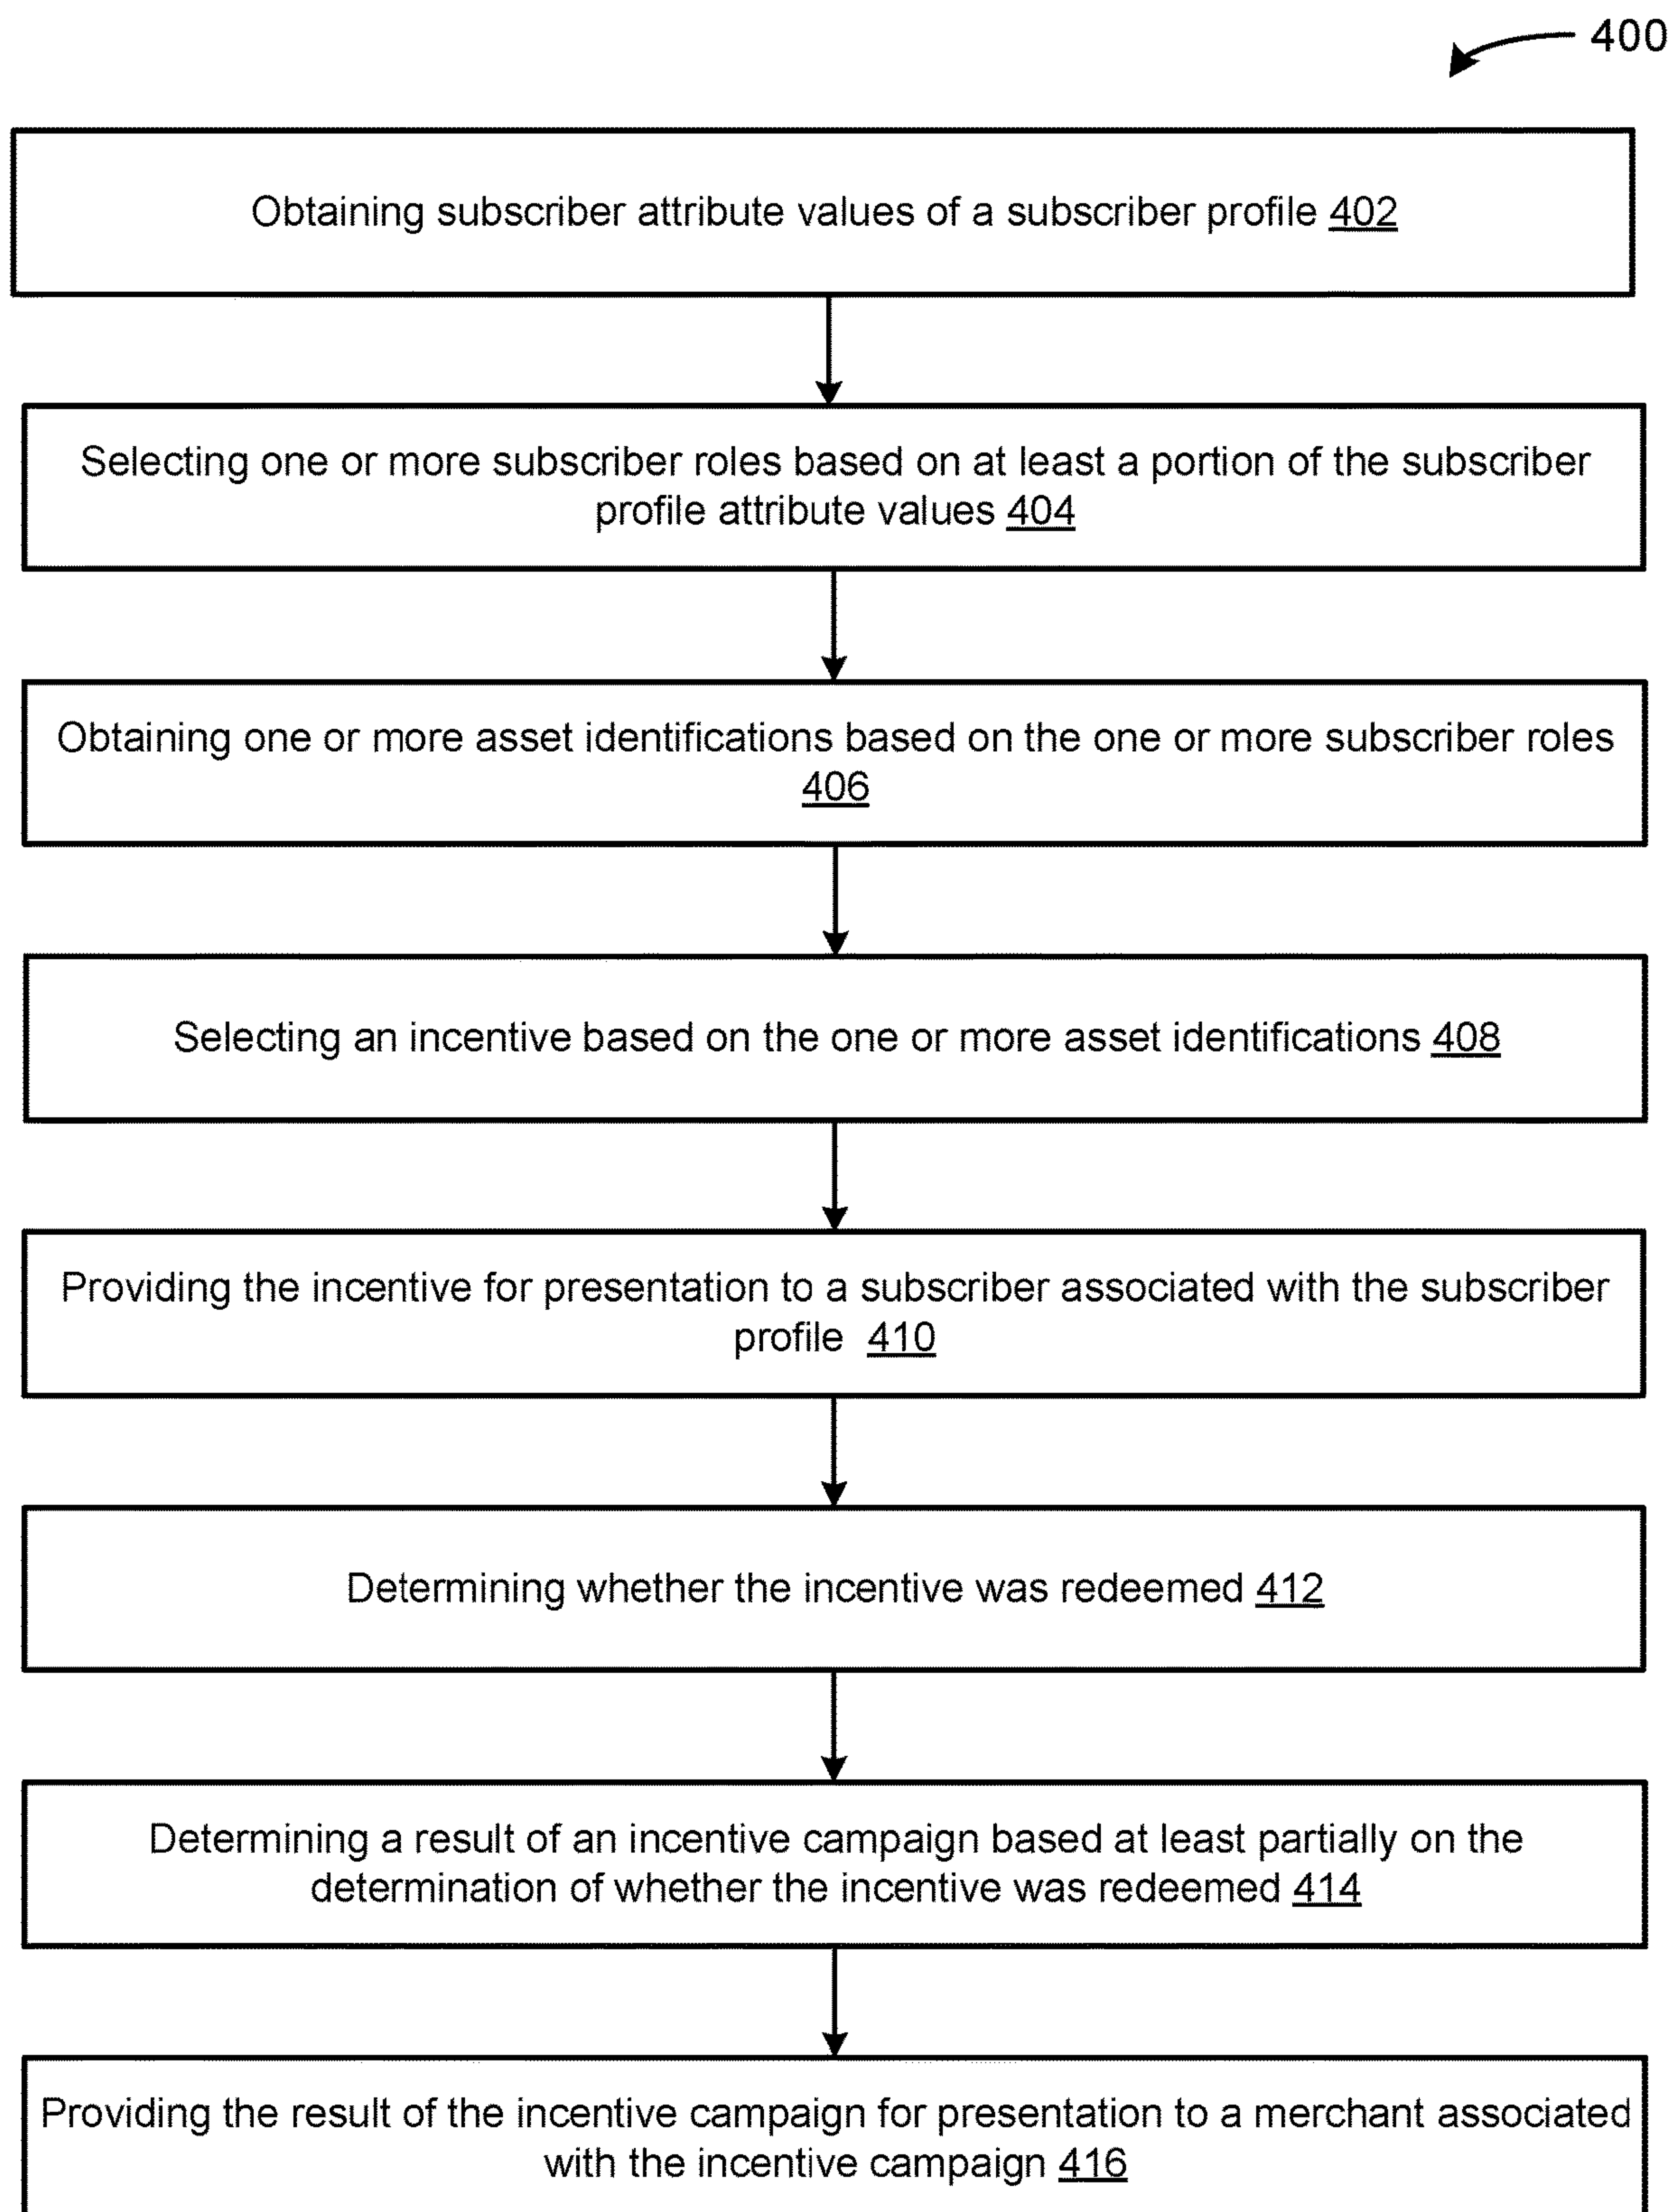 400
Obtaining subscriber attribute values of a subscriber profile 402
Selecting one or more subscriber roles based on at least a portion of the subscriber
profile attribute values 404
Obtaining one or more asset identifications based on the one or more subscriber roles
406
Selecting an incentive based on the one or more asset identifications 408
Providing the incentive for presentation to a subscriber associated with the subscriber
profile 410
Determining whether the incentive was redeemed 412
Determining a result of an incentive campaign based at least partially on the
determination of whether the incentive was redeemed 414
Providing the result of the incentive campaign for presentation to a merchant associated
with the incentive campaign 416